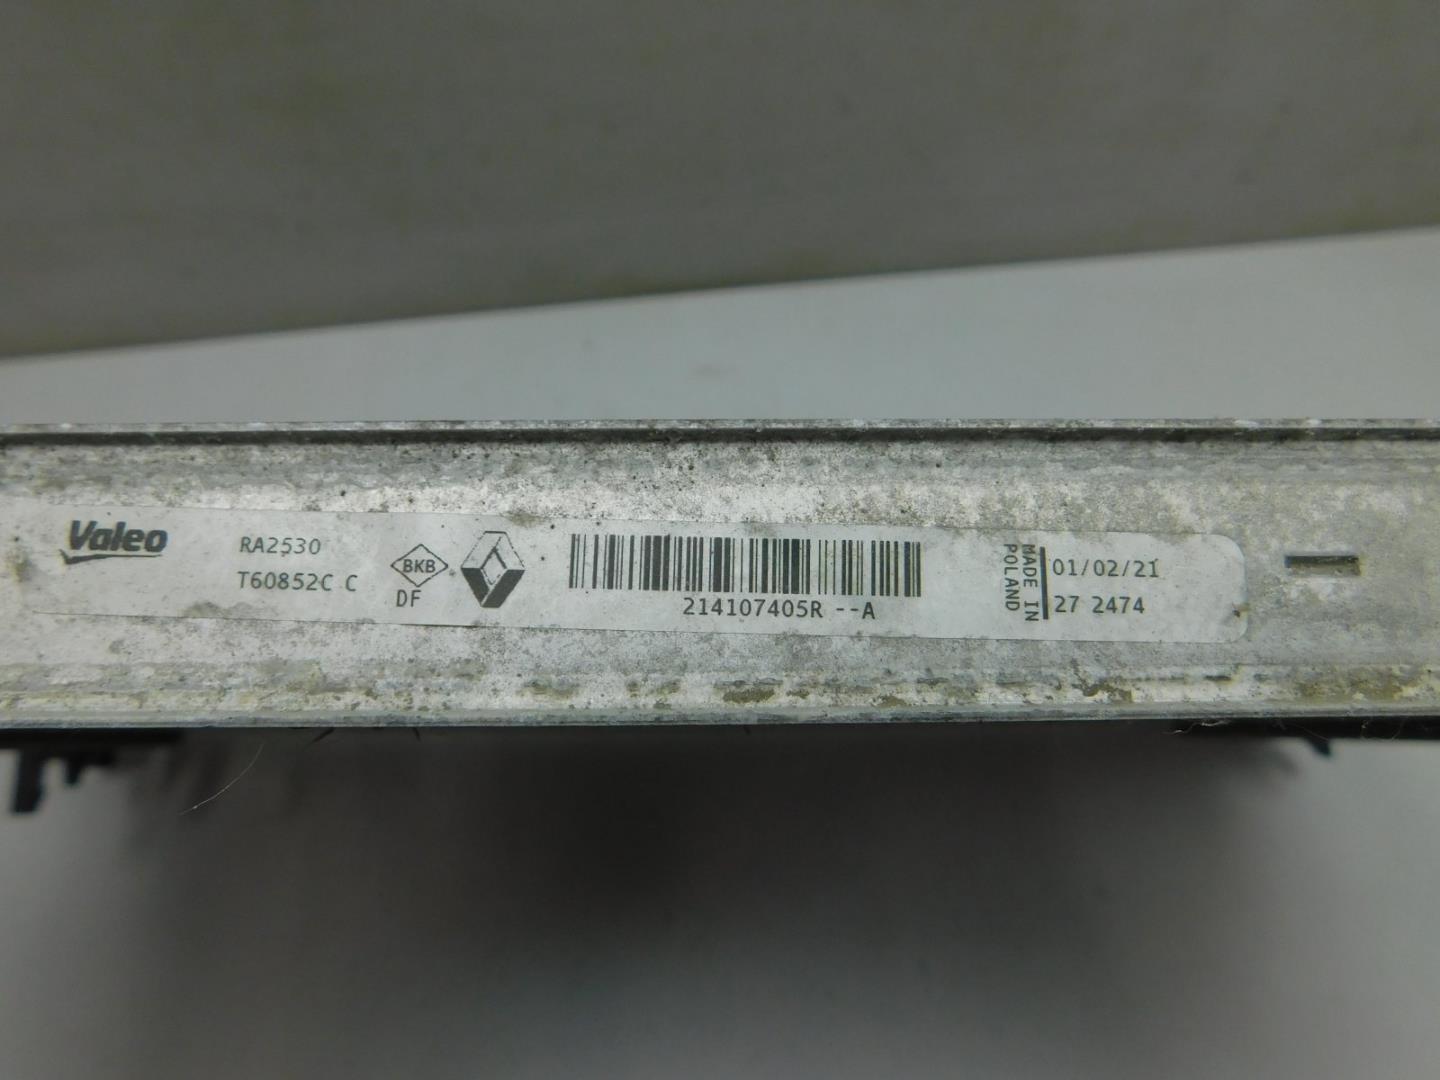 Valeo
RA2530
T60852C C
BKB
DF
214107405R --A
MADE IN
POLAND
01/02/21
27 2474